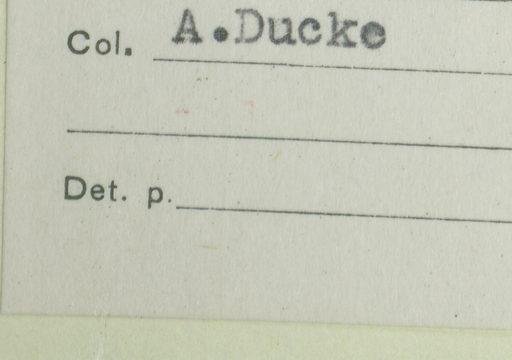 Col. A.Ducke
Det. p.